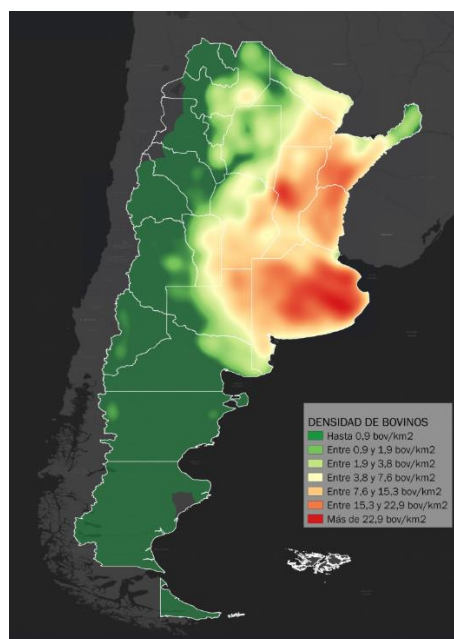 DENSIDAD DE BOVINOS
Hasta 0,9 bov/km2
Entre 0,9 y 1,9 bov/km2
Entre 1,9 y 3,8 bov/km2
Entre 3,8 y 7,6 bov/km2
Entre 7,6 y 15,3 bov/km2
Entre 15,3 y 22,9 bov/km2
Más de 22,9 bov/km2